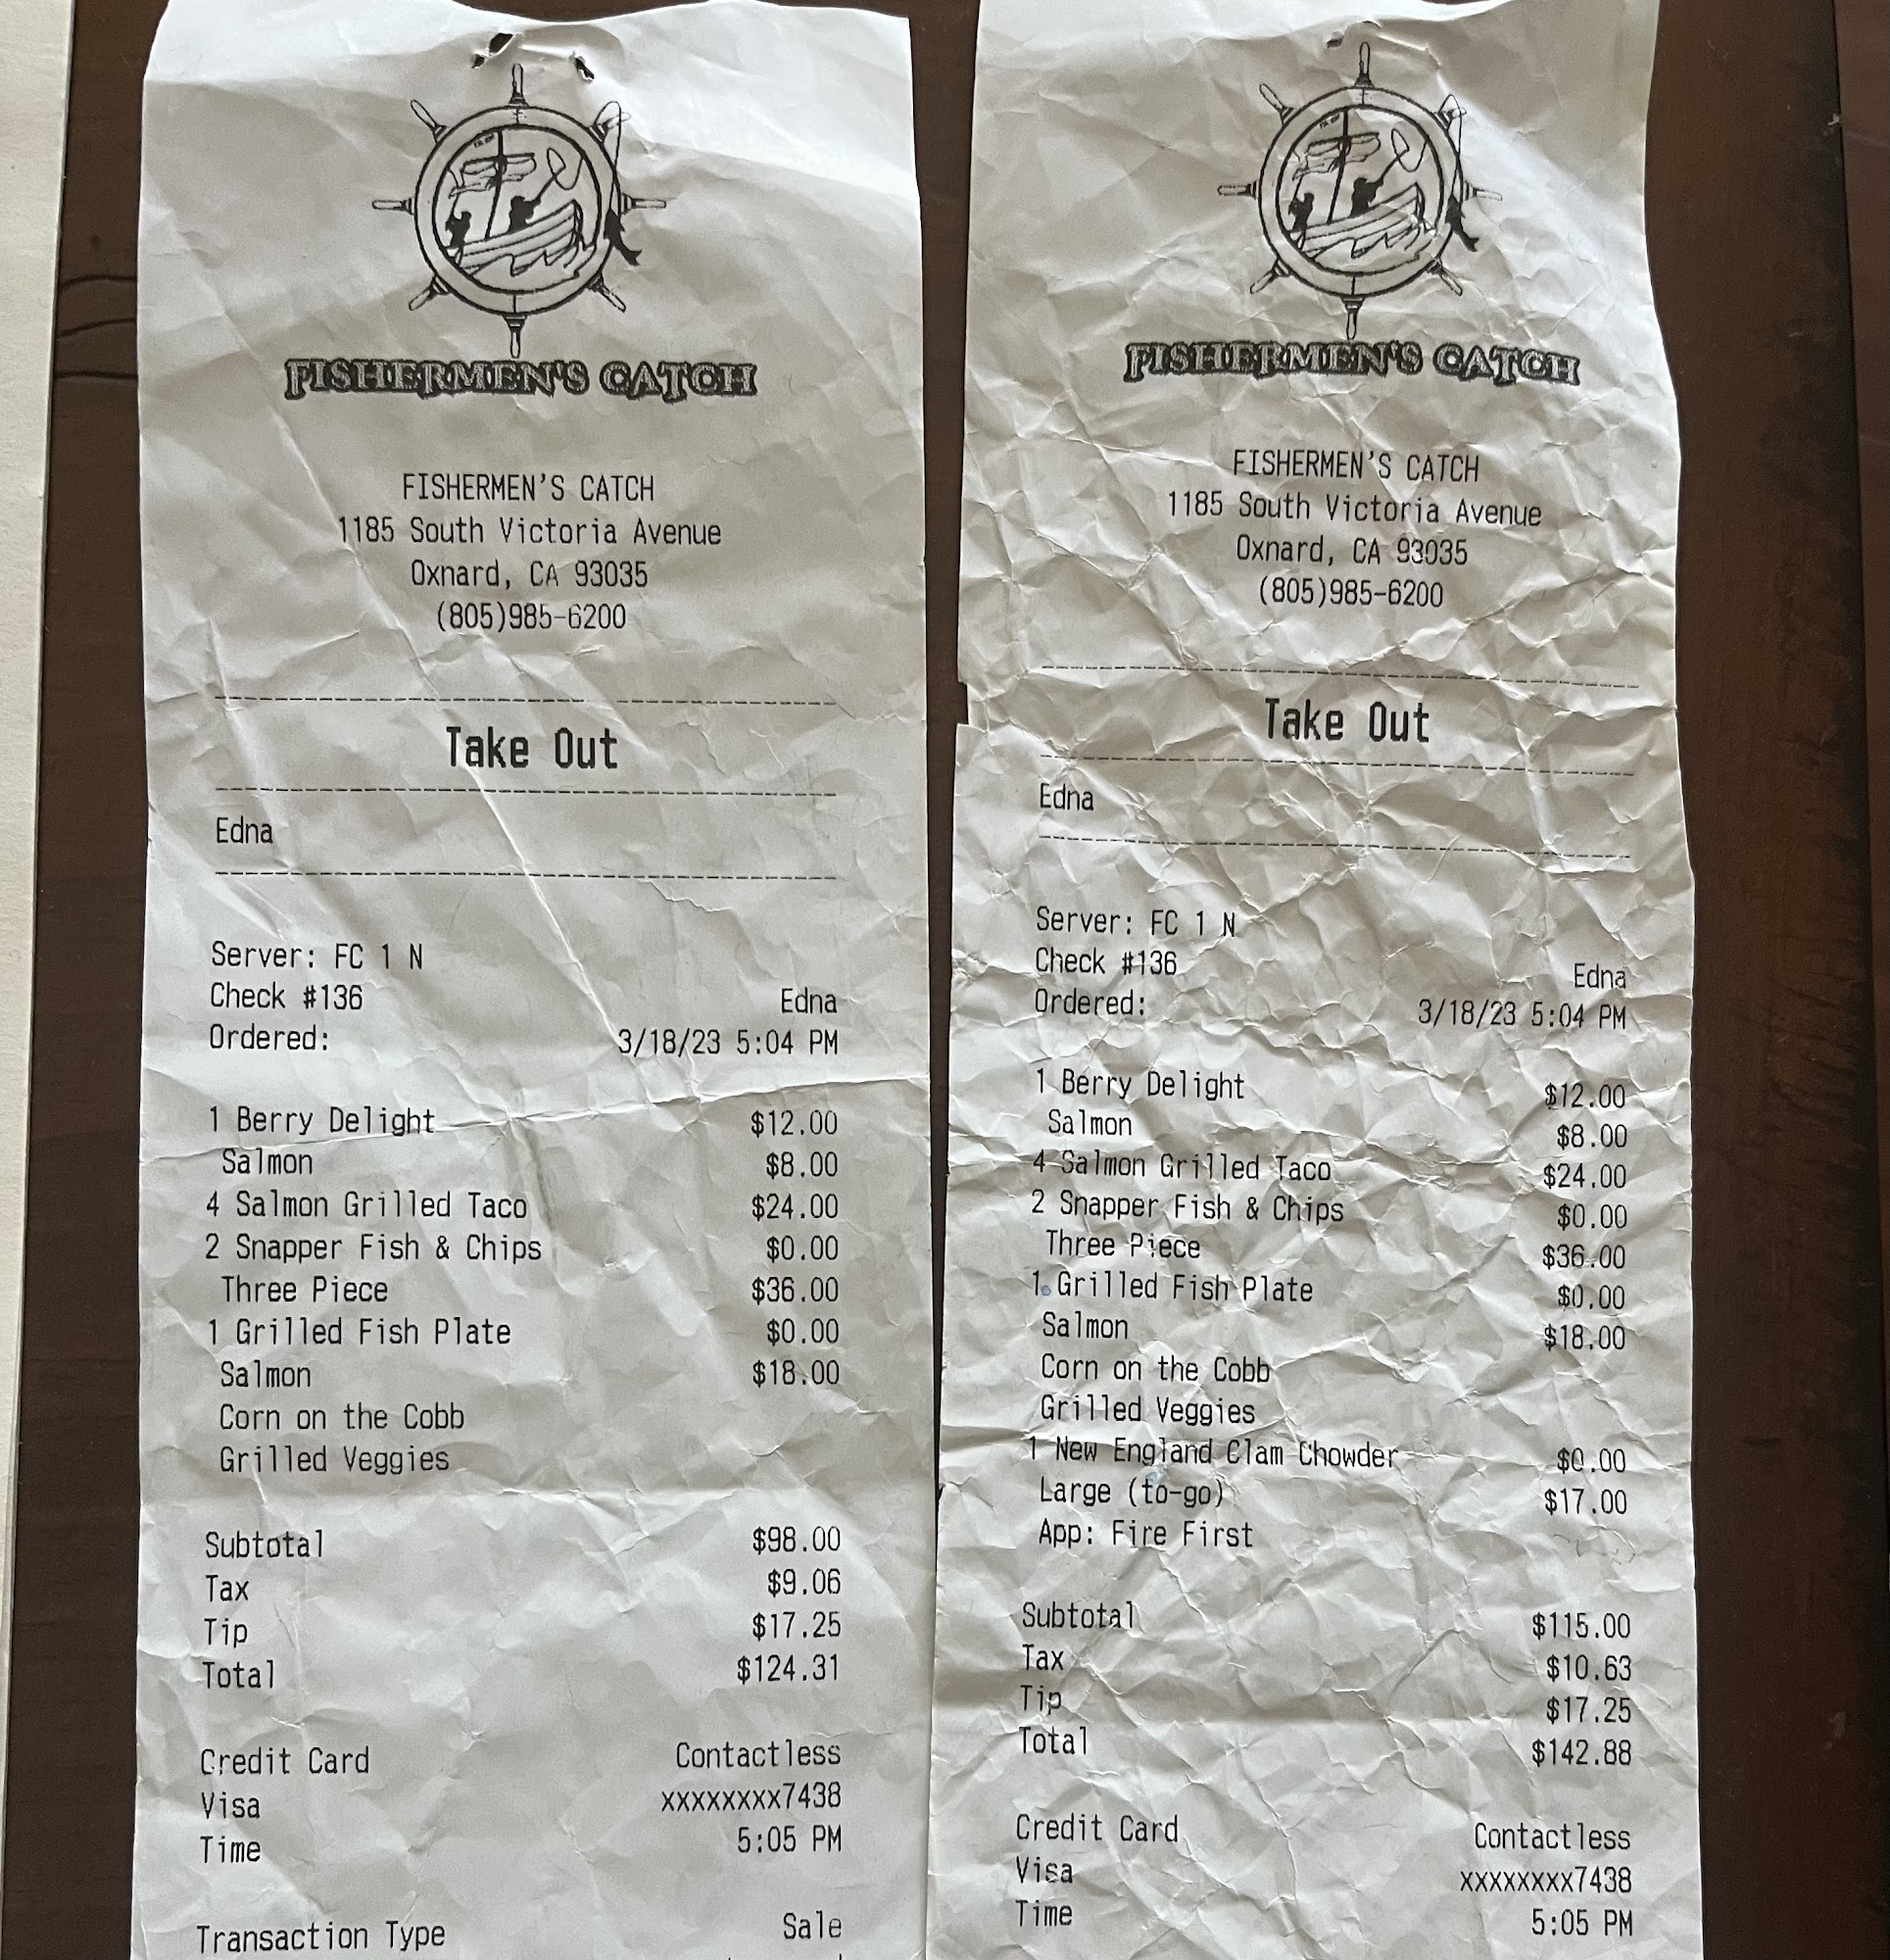 FISHERMEN'S CATCH
FISHERMEN'S CATCH
1185 South Victoria Avenue
Oxnard, CA 93035
(805)985-6200
Take Out
Edna
Server: FC 1 N
Check #136 Edna
Ordered: 3/18/23 5:04 PM
1 Berry Delight $12.00
Salmon $8.00
4 Salmon Grilled Taco $24.00
2 Snapper Fish & Chips $0.00
Three Piece $36.00
1 Grilled Fish Plate $0.00
Salmon $18.00
Corn on the Cobb
Grilled Veggies
Subtotal $98.00
Tax $9.06
Tip $17.25
Total $124.31
Credit Card Contactless
Visa xxxxxxxx7438
Time 5:05 PM
Transaction Type Sale
FISHERMEN'S CATCH
FISHERMEN'S CATCH
1185 South Victoria Avenue
Oxnard, CA 93035
(805)985-6200
Take Out
Edna
Server: FC 1 N
Check #136 Edna
Ordered: 3/18/23 5:04 PM
1 Berry Delight $12.00
Salmon $8.00
4 Salmon Grilled Taco $24.00
2 Snapper Fish & Chips $0.00
Three Piece $36.00
1 Grilled Fish Plate $0.00
Salmon $18.00
Corn on the Cobb
Grilled Veggies
1 New England Clam Chowder $0.00
Large (to-go) $17.00
App: Fire First
Subtotal $115.00
Tax $10.63
Tip $17.25
Total $142.88
Credit Card Contactless
Visa xxxxxxxx7438
Time 5:05 PM